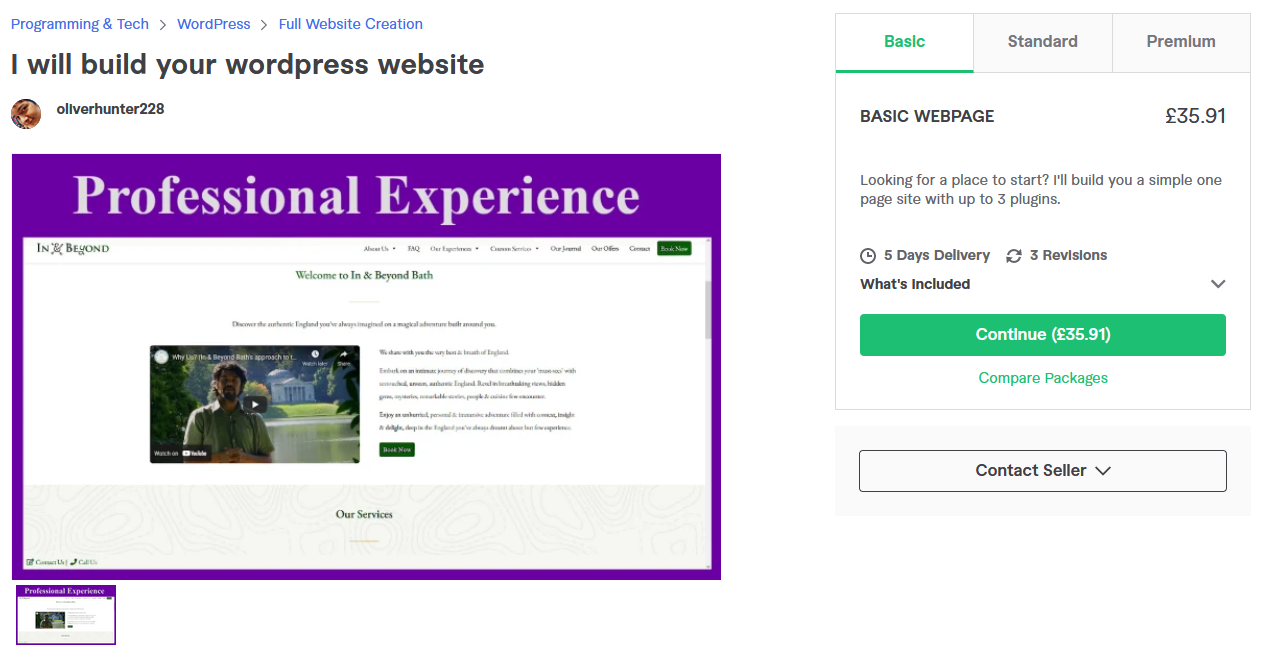 Programming & Tech > WordPress > Full Website Creation
I will build your wordpress website
oliverhunter228
Professional Experience
IN & BEYOND
About Us FAQ Our Experiences Custom Services Our Journal Our Offers Contact Book Now
Welcome to In & Beyond Bath
Discover the authentic England you've always imagined on a magical adventure built around you.
Why Us? (In & Beyond Bath's approach to t...
Watch later Share
Watch on YouTube
We share with you the very best & breath of England.
Embark on an intimate journey of discovery that combines your 'must-sees' with
untouched, unseen, authentic England. Revel in breathtaking views, hidden
gems, mysteries, remarkable stories, people & cuisine few encounter.
Enjoy an unhurried, personal & immersive adventure filled with context, insight
& delight, deep in the England you've always dreamt about but few experience.
Book Now
Our Services
Contact Us | Call Us
Professional Experience
Basic
Standard
Premium
BASIC WEBPAGE
£35.91
Looking for a place to start? I'll build you a simple one
page site with up to 3 plugins.
5 Days Delivery 3 Revisions
What's Included
Continue (£35.91)
Compare Packages
Contact Seller